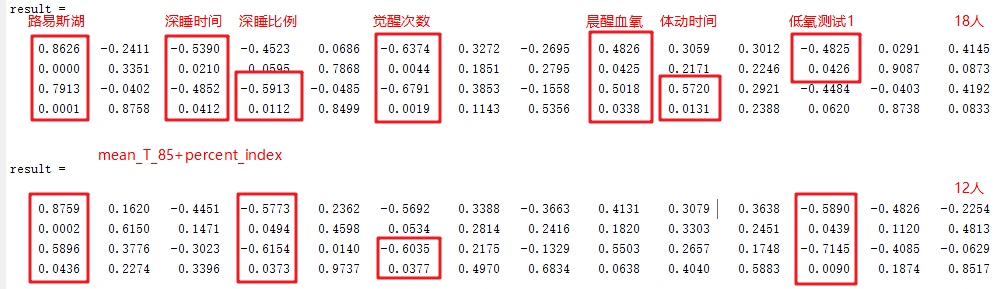 result =
路易斯湖 深睡时间 深睡比例 觉醒次数 晨醒血氧 体动时间 低氧测试1 18人
0.8626 -0.2411 -0.5390 -0.4523 0.0686 -0.6374 0.3272 -0.2695 0.4826 0.3059 0.3012 -0.4825 0.0291 0.4145
0.0000 0.3351 0.0210 0.0595 0.7868 0.0044 0.1851 0.2795 0.0425 0.2171 0.2246 0.0426 0.9087 0.0873
0.7913 -0.0402 -0.4852 -0.5913 -0.0485 -0.6791 0.3853 -0.1558 0.5018 0.5720 0.2921 -0.4484 -0.0403 0.4192
0.0001 0.8758 0.0412 0.0112 0.8499 0.0019 0.1143 0.5356 0.0338 0.0131 0.2388 0.0620 0.8738 0.0833
mean_T_85+percent_index
result =
12人
0.8759 0.1620 -0.4451 -0.5773 0.2362 -0.5692 0.3388 -0.3663 0.4131 0.3079 0.3638 -0.5890 -0.4826 -0.2254
0.0002 0.6150 0.1471 0.0494 0.4598 0.0534 0.2814 0.2416 0.1820 0.3303 0.2451 0.0439 0.1120 0.4813
0.5896 0.3776 -0.3023 -0.6154 0.0140 -0.6035 0.2175 -0.1329 0.5503 0.2657 0.1748 -0.7145 -0.4085 -0.0629
0.0436 0.2274 0.3396 0.0373 0.9737 0.0377 0.4970 0.6834 0.0638 0.4040 0.5883 0.0090 0.1874 0.8517